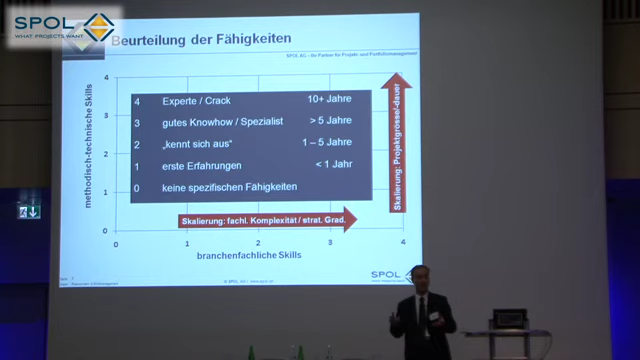 SPOL
WHAT PROJECTS WANT
Beurteilung der Fähigkeiten
SPOL AG – Ihr Partner für Projekt- und Portfoliomanagement
methodisch-technische Skills
4
3
2
1
0
4 Experte / Crack 10+ Jahre
3 gutes Knowhow / Spezialist > 5 Jahre
2 „kennt sich aus“ 1 – 5 Jahre
1 erste Erfahrungen < 1 Jahr
0 keine spezifischen Fähigkeiten
Skalierung: Projektgrösse/-dauer
Skalierung: fachl. Komplexität / strat. Grad.
0 1 2 3 4
branchenfachliche Skills
SPOL